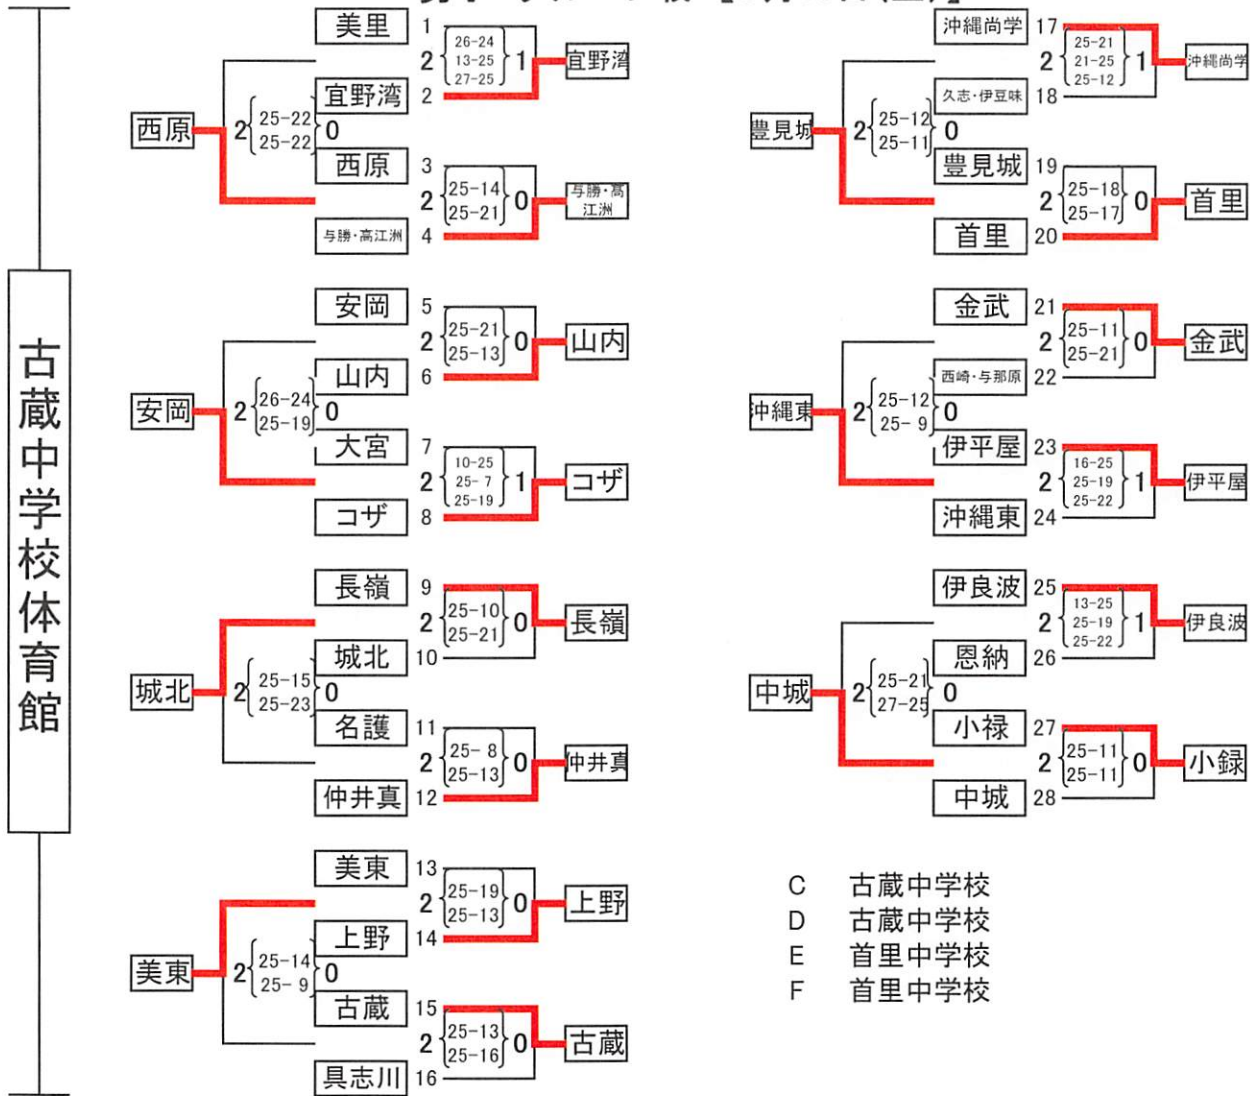 古蔵中学校体育館
美里 1
26-24
2 13-25 1 宜野湾
27-25
宜野湾 2
西原 2 25-22 0
25-22
西原 3
2 25-14 0 与勝・高江洲
25-21
与勝・高江洲 4
安岡 5
2 25-21 0 山内
25-13
山内 6
安岡 2 26-24 0
25-19
大宮 7
10-25
2 25- 7 1 コザ
25-19
コザ 8
長嶺 9
2 25-10 0 長嶺
25-21
城北 10
城北 2 25-15 0
25-23
名護 11
2 25- 8 0 仲井真
25-13
仲井真 12
美東 13
2 25-19 0 上野
25-13
上野 14
美東 2 25-14 0
25- 9
古蔵 15
2 25-13 0 古蔵
25-16
具志川 16
沖縄尚学 17
25-21
2 21-25 1 沖縄尚学
25-12
久志・伊豆味 18
豊見城 2 25-12 0
25-11
豊見城 19
2 25-18 0 首里
25-17
首里 20
金武 21
2 25-11 0 金武
25-21
西崎・与那原 22
沖縄東 2 25-12 0
25- 9
伊平屋 23
16-25
2 25-19 1 伊平屋
25-22
沖縄東 24
伊良波 25
13-25
2 25-19 1 伊良波
25-22
恩納 26
中城 2 25-21 0
27-25
小禄 27
2 25-11 0 小録
25-11
中城 28
C 古蔵中学校
D 古蔵中学校
E 首里中学校
F 首里中学校